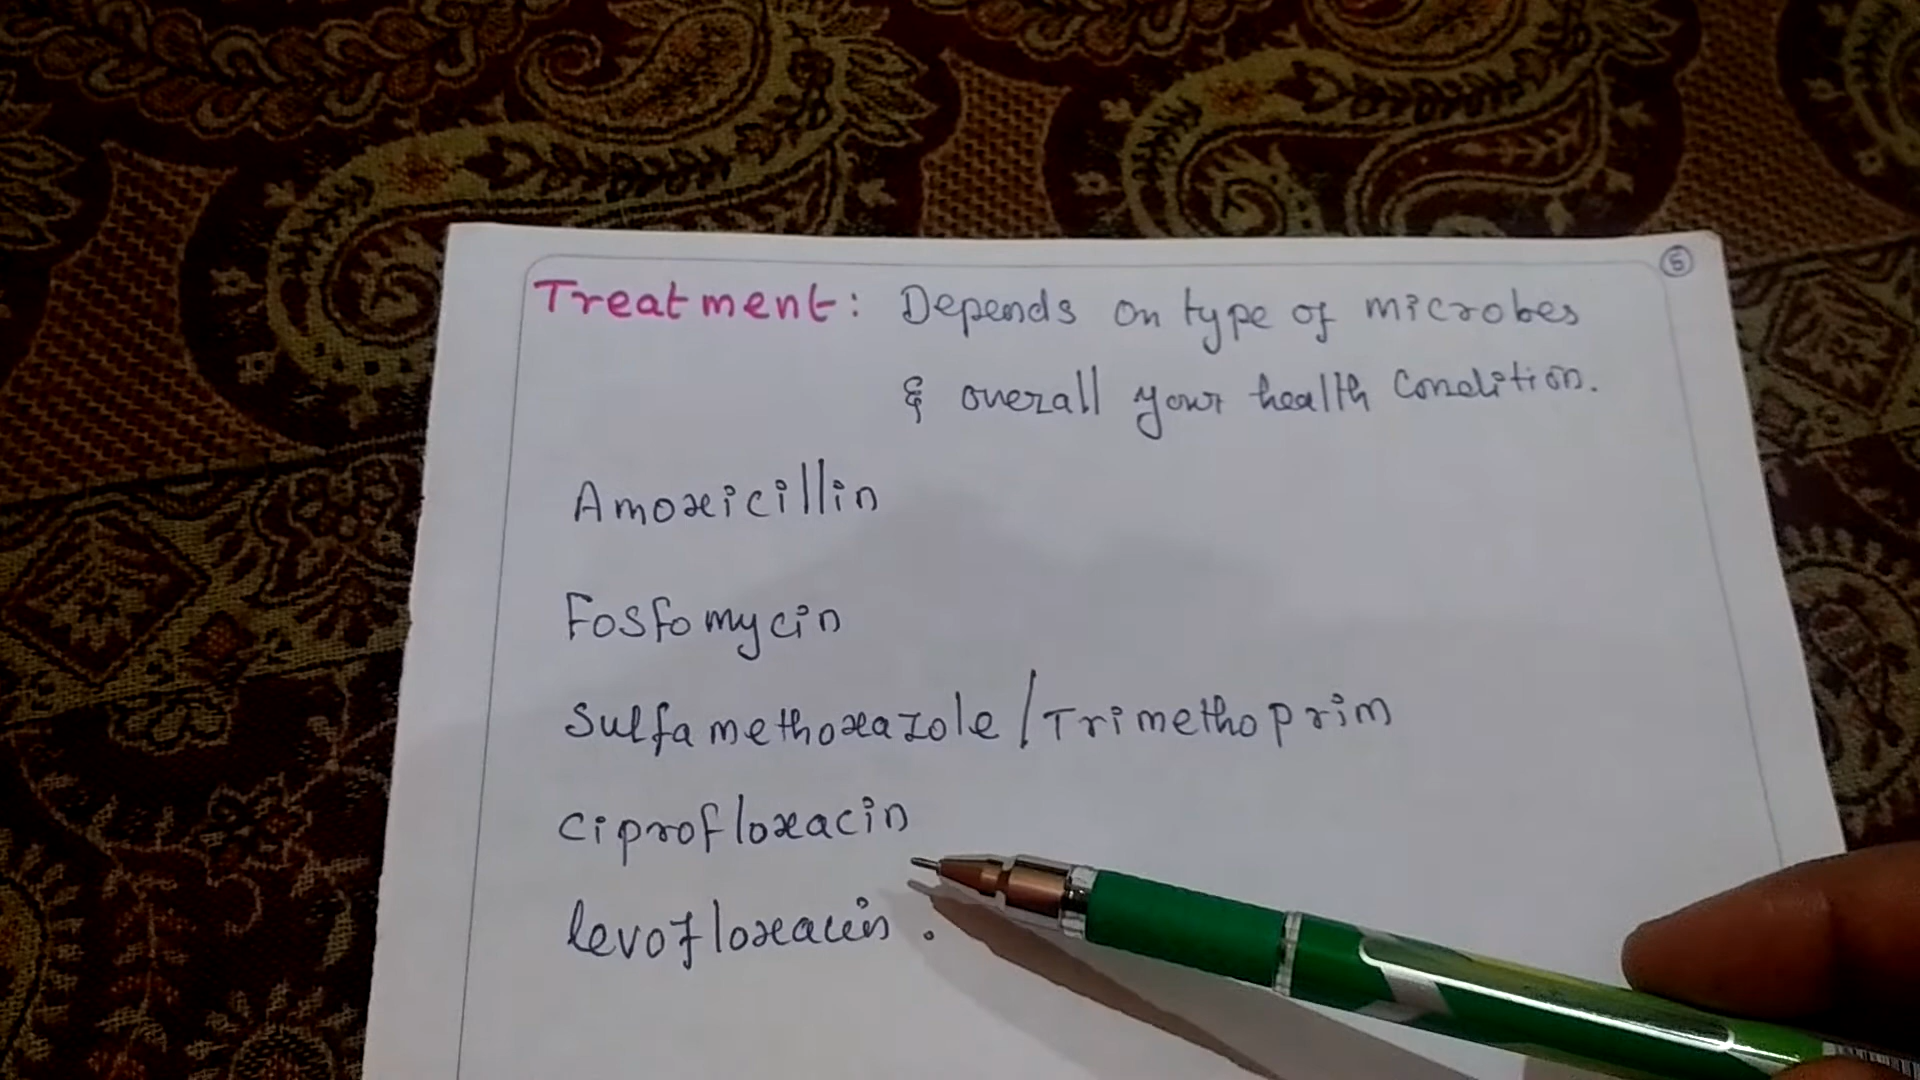 5
Treatment: Depends on type of microbes
& overall your health condition.
Amoxicillin
Fosfomycin
Sulfamethoxazole/Trimethoprim
Ciprofloxacin
levofloxacin.